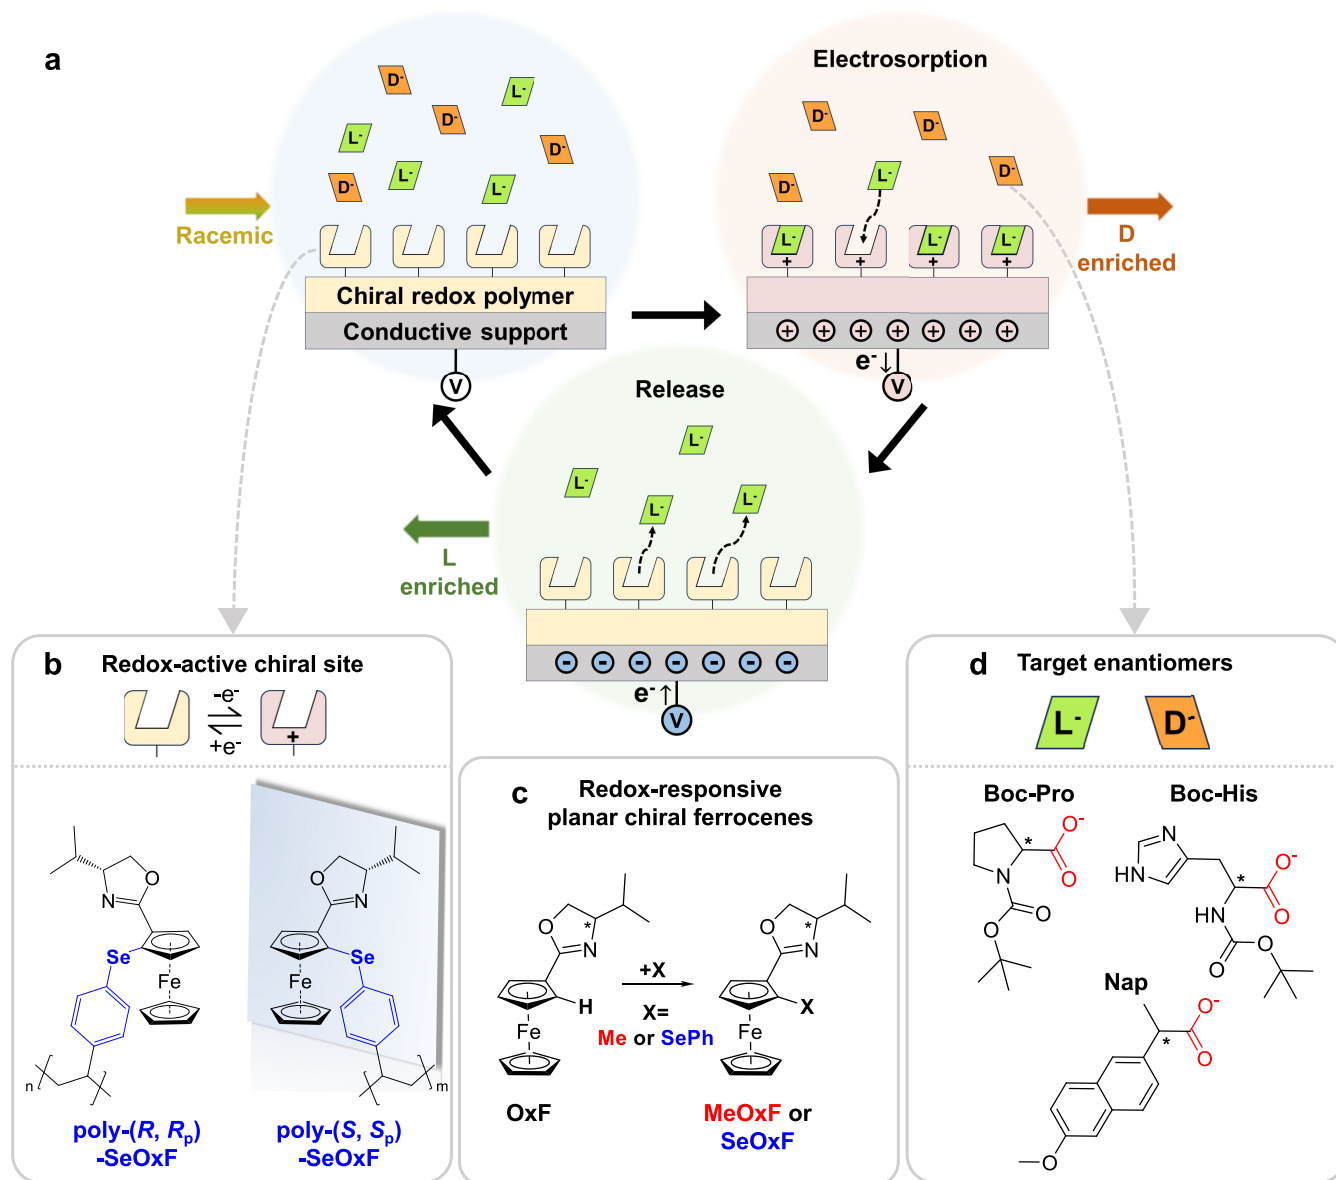 a
D-
L-
D-
L-
D-
L-
D-
L-
Racemic
Chiral redox polymer
Conductive support
V
Electrosorption
D-
D-
L-
D-
D-
L-
L-
L-
+
+
+
+
D
enriched
+ + + + + + +
e- ↓
V
Release
L-
L-
L-
L-
L
enriched
- - - - - - -
e- ↑
V
b
Redox-active chiral site
-e-
+e-
+
O
N
Se
Fe
n
O
N
Se
Fe
m
poly-(R, Rp)
-SeOxF
poly-(S, Sp)
-SeOxF
c
Redox-responsive
planar chiral ferrocenes
O
*
N
H
Fe
+X
X=
Me or SePh
O
*
N
X
Fe
OxF
MeOxF or
SeOxF
d
Target enantiomers
L-
D-
Boc-Pro
O-
*
N
O
O
O
Boc-His
N
HN
O-
*
O
NH
O
O
Nap
O-
*
O
O